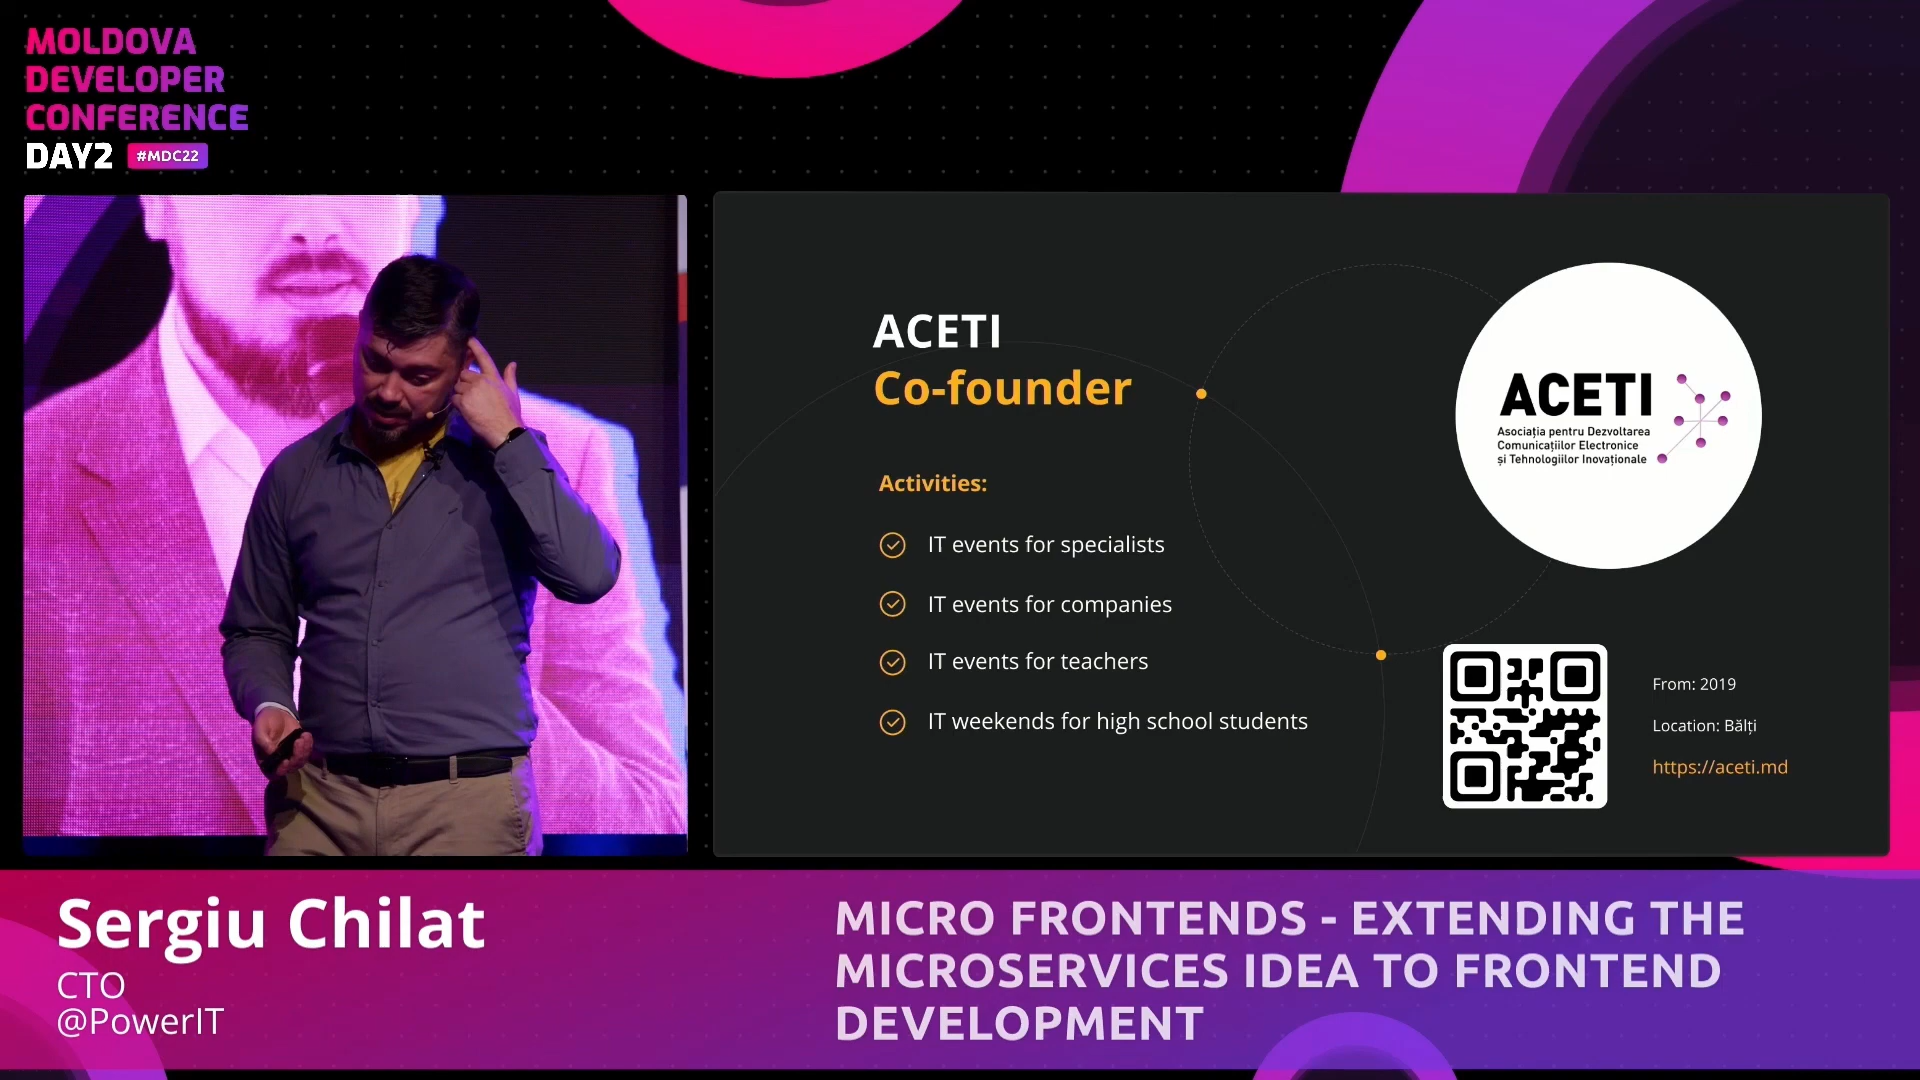 MOLDOVA
DEVELOPER
CONFERENCE
DAY2 #MDC22
ACETI
Co-founder
Activities:
IT events for specialists
IT events for companies
IT events for teachers
IT weekends for high school students
ACETI
Asociația pentru Dezvoltarea
Comunicațiilor Electronice
și Tehnologiilor Inovaționale
From: 2019
Location: Bălți
https://aceti.md
Sergiu Chilat
CTO
@PowerIT
MICRO FRONTENDS - EXTENDING THE
MICROSERVICES IDEA TO FRONTEND
DEVELOPMENT